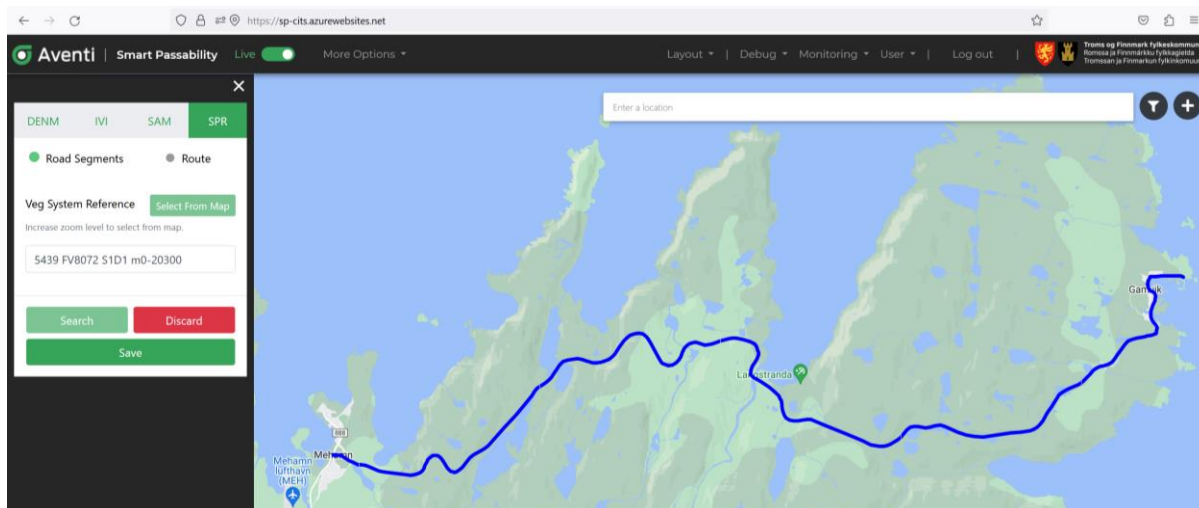 https://sp-cits.azurewebsites.net
Aventi | Smart Passability Live More Options Layout | Debug Monitoring User | Log out |
Troms og Finnmark fylkeskommune
Romssa ja Finnmárkku fylkkagielda
Tromssan ja Finmarkun fylkinkomuuni
DENM IVI SAM SPR
Enter a location
Road Segments Route
Veg System Reference Select From Map
Increase zoom level to select from map.
5439 FV8072 S1D1 m0-20300
Search Discard
Save
Gamvik
Langstranda
888
Mehamn
Mehamn
lufthavn
(MEH)